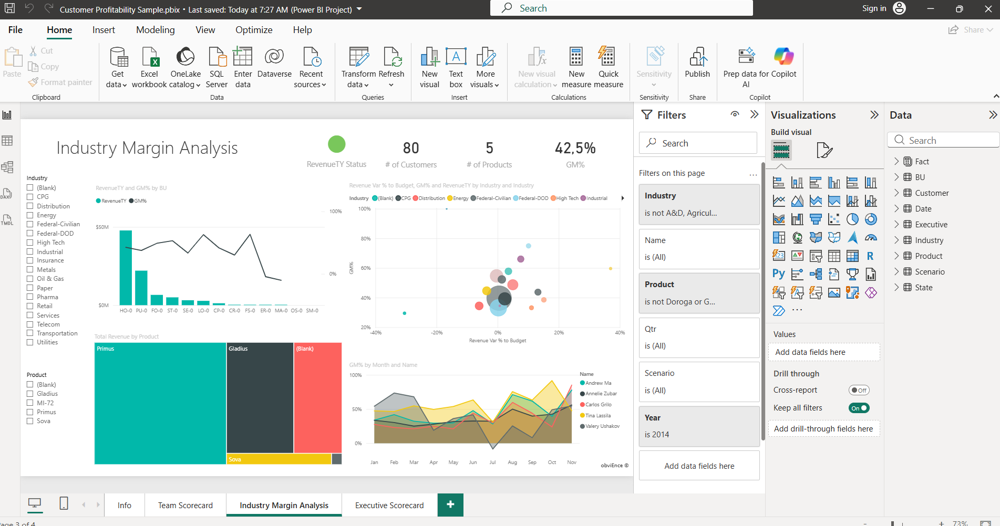 Customer Profitability Sample.pbix • Last saved: Today at 7:27 AM (Power BI Project)
Search
Sign in
File
Home
Insert
Modeling
View
Optimize
Help
Share
Paste
Cut
Copy
Format painter
Clipboard
Get data
Excel workbook
OneLake catalog
SQL Server
Enter data
Dataverse
Recent sources
Data
Transform data
Refresh
Queries
New visual
Text box
More visuals
Insert
New visual calculation
New measure
Quick measure
Calculations
Sensitivity
Sensitivity
Publish
Share
Prep data for AI
Copilot
Copilot
DAX
TMDL
Industry Margin Analysis
RevenueTY Status
80
# of Customers
5
# of Products
42,5%
GM%
Industry
(Blank)
CPG
Distribution
Energy
Federal-Civilian
Federal-DOD
High Tech
Industrial
Insurance
Metals
Oil & Gas
Paper
Pharma
Retail
Services
Telecom
Transportation
Utilities
Product
(Blank)
Gladius
MI-72
Primus
Sova
RevenueTY and GM% by BU
RevenueTY GM%
100%
$50M
0%
$0M
HO-0 PU-0 FO-0 ST-0 SE-0 LO-0 CP-0 CR-0 FS-0 ER-0 MA-0 OS-0 SM-0
Total Revenue by Product
Primus
Gladius
(Blank)
Sova
Revenue Var % to Budget, GM% and RevenueTY by Industry and Industry
Industry (Blank) CPG Distribution Energy Federal-Civilian Federal-DOD High Tech Industrial
100%
80%
60%
40%
20%
GM%
-40% -20% 0% 20% 40%
Revenue Var % to Budget
GM% by Month and Name
100%
50%
0%
Jan Feb Mar Apr May Jun Jul Aug Sep Oct Nov
Name
Andrew Ma
Annelie Zubar
Carlos Grilo
Tina Lassila
Valery Ushakov
obviEnce ©
Filters
Search
Filters on this page
...
Industry
is not A&D, Agricul...
Name
is (All)
Product
is not Doroga or G...
Qtr
is (All)
Scenario
is (All)
Year
is 2014
Add data fields here
Visualizations
Build visual
123
R
Py
...
Values
Add data fields here
Drill through
Cross-report
Off
Keep all filters
On
Add drill-through fields here
Data
Search
Fact
BU
Customer
Date
Executive
Industry
Product
Scenario
State
Info
Team Scorecard
Industry Margin Analysis
Executive Scorecard
+
Page 3 of 4
- + 73%